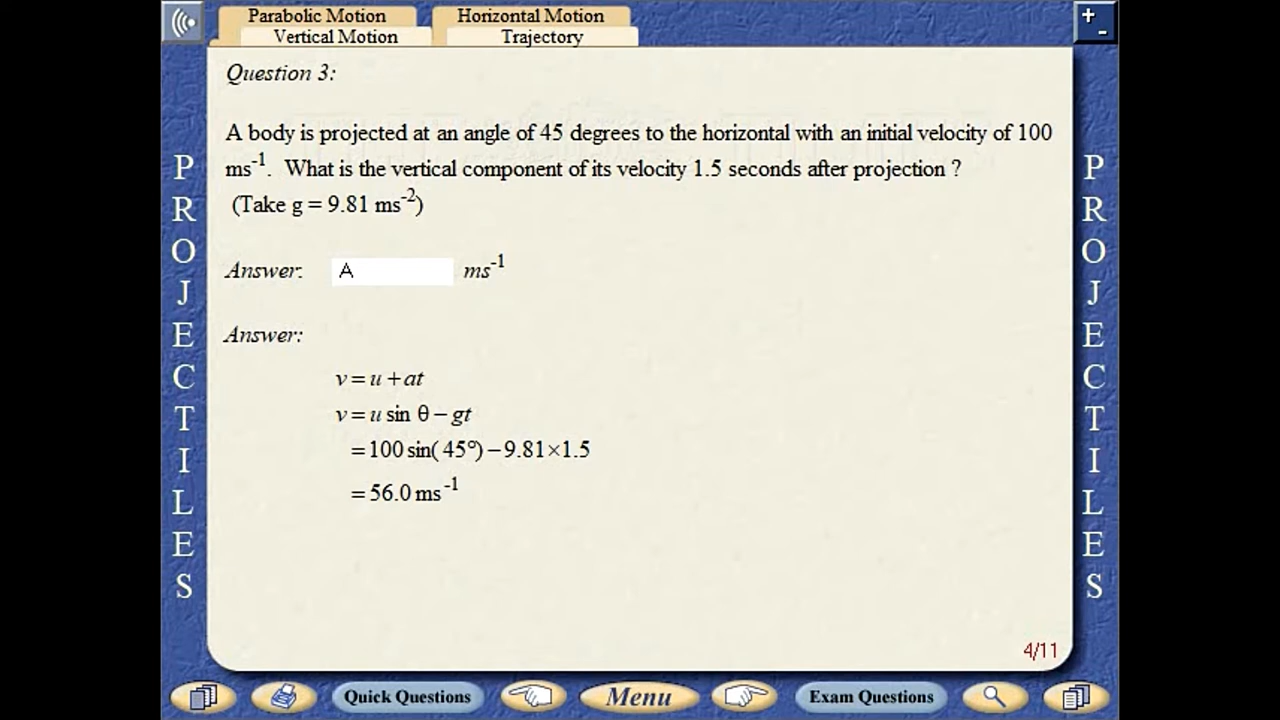 Parabolic Motion
Horizontal Motion
Vertical Motion
Trajectory
+
-
Question 3:
A body is projected at an angle of 45 degrees to the horizontal with an initial velocity of 100
ms-1. What is the vertical component of its velocity 1.5 seconds after projection ?
(Take g = 9.81 ms-2)
Answer: A ms-1
Answer:
v = u + at
v = u sin θ − gt
= 100 sin( 45°) − 9.81×1.5
= 56.0 ms-1
4/11
PROJECTILES
PROJECTILES
Quick Questions
Menu
Exam Questions